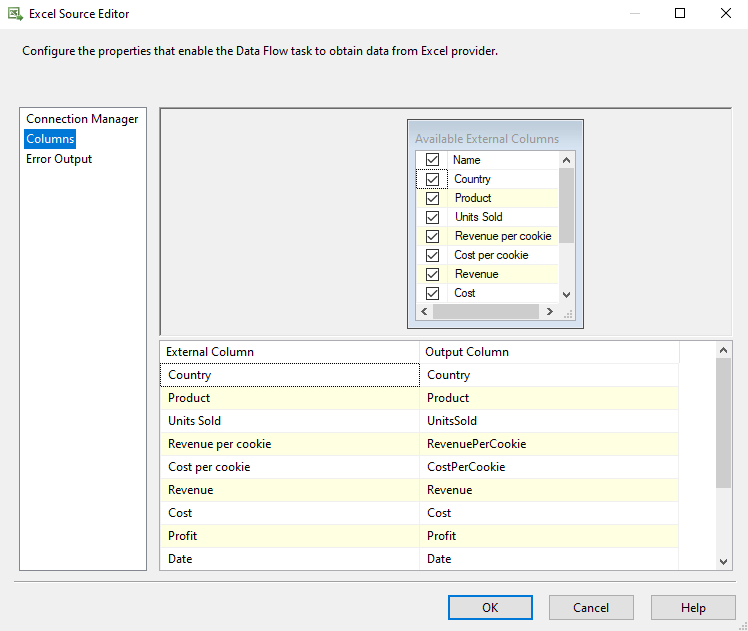 Excel Source Editor
Configure the properties that enable the Data Flow task to obtain data from Excel provider.
Connection Manager
Columns
Error Output
Available External Columns
Name
Country
Product
Units Sold
Revenue per cookie
Cost per cookie
Revenue
Cost
External Column Output Column
Country Country
Product Product
Units Sold UnitsSold
Revenue per cookie RevenuePerCookie
Cost per cookie CostPerCookie
Revenue Revenue
Cost Cost
Profit Profit
Date Date
OK Cancel Help